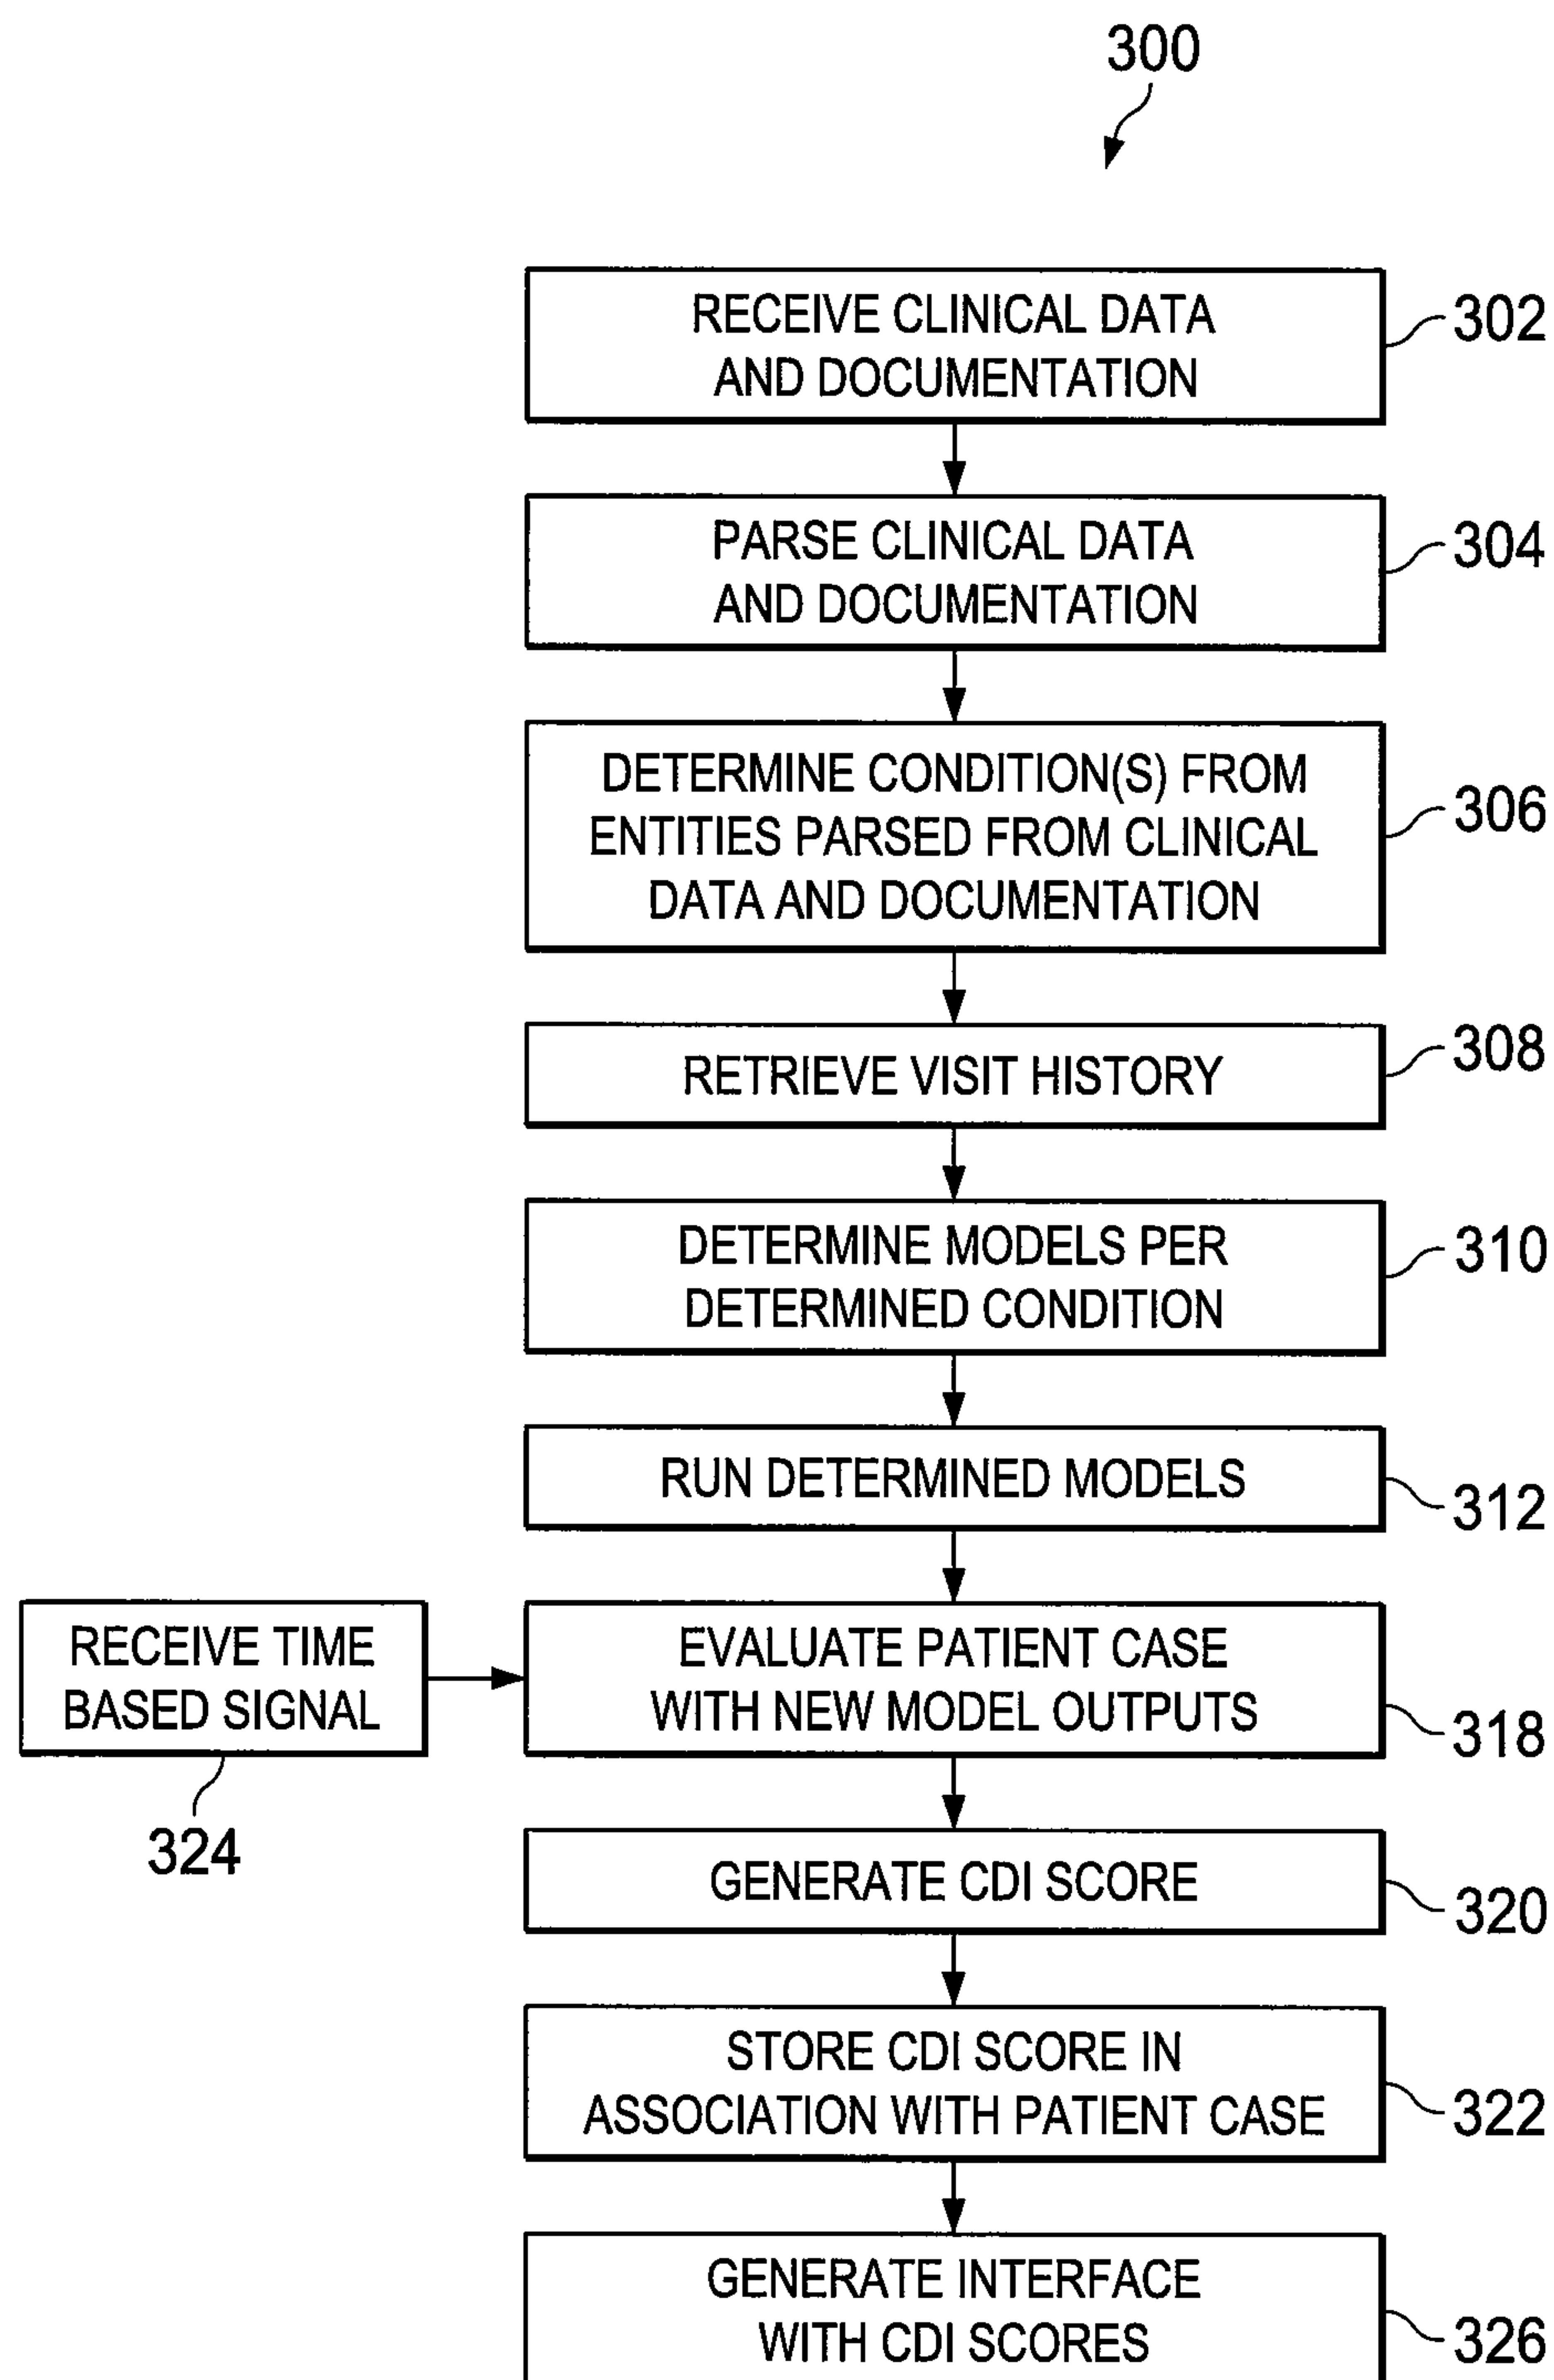 300
RECEIVE CLINICAL DATA
AND DOCUMENTATION
302
PARSE CLINICAL DATA
AND DOCUMENTATION
304
DETERMINE CONDITION(S) FROM
ENTITIES PARSED FROM CLINICAL
DATA AND DOCUMENTATION
306
RETRIEVE VISIT HISTORY
308
DETERMINE MODELS PER
DETERMINED CONDITION
310
RUN DETERMINED MODELS
312
RECEIVE TIME
BASED SIGNAL
324
EVALUATE PATIENT CASE
WITH NEW MODEL OUTPUTS
318
GENERATE CDI SCORE
320
STORE CDI SCORE IN
ASSOCIATION WITH PATIENT CASE
322
GENERATE INTERFACE
WITH CDI SCORES
326